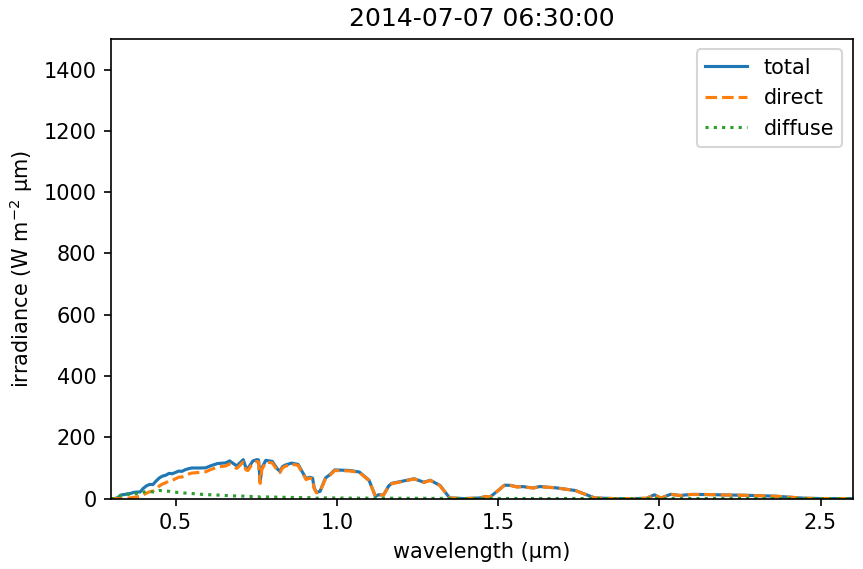 2014-07-07 06:30:00
total
direct
diffuse
irradiance (W m⁻² µm)
1400
1200
1000
800
600
400
200
0
0.5 1.0 1.5 2.0 2.5
wavelength (µm)